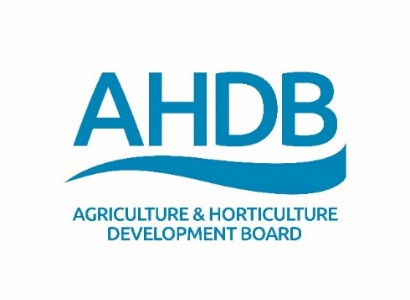 AHDB
AGRICULTURE & HORTICULTURE
DEVELOPMENT BOARD